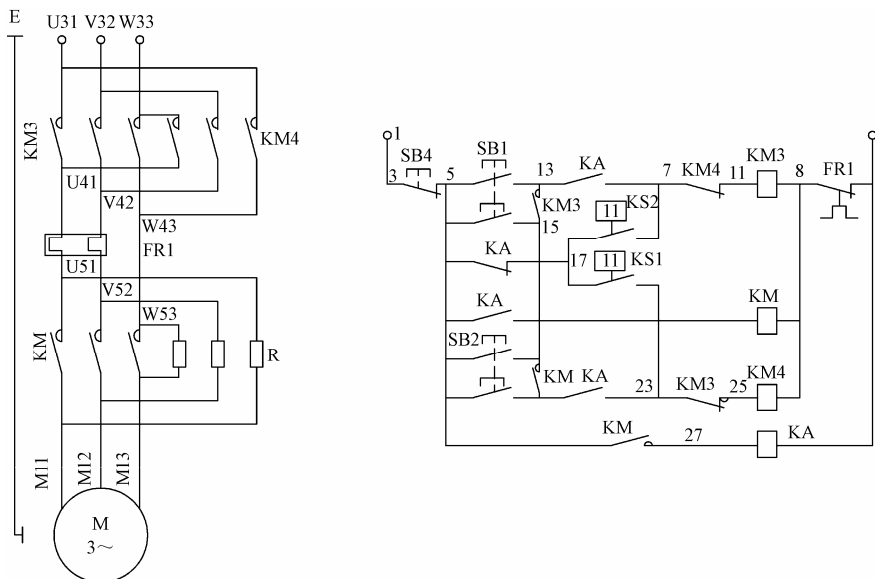 E
U31 V32 W33
KM3
KM4
U41
V42
W43
FR1
U51
V52
W53
KM
R
M11
M12
M13
M
3～
1
SB4
3
5
SB1
13
KA
7
KM4
11
KM3
8
FR1
KM3
15
11
KS2
KA
17
11
KS1
KA
KM
SB2
KM
KA
23
KM3
25
KM4
KM
27
KA